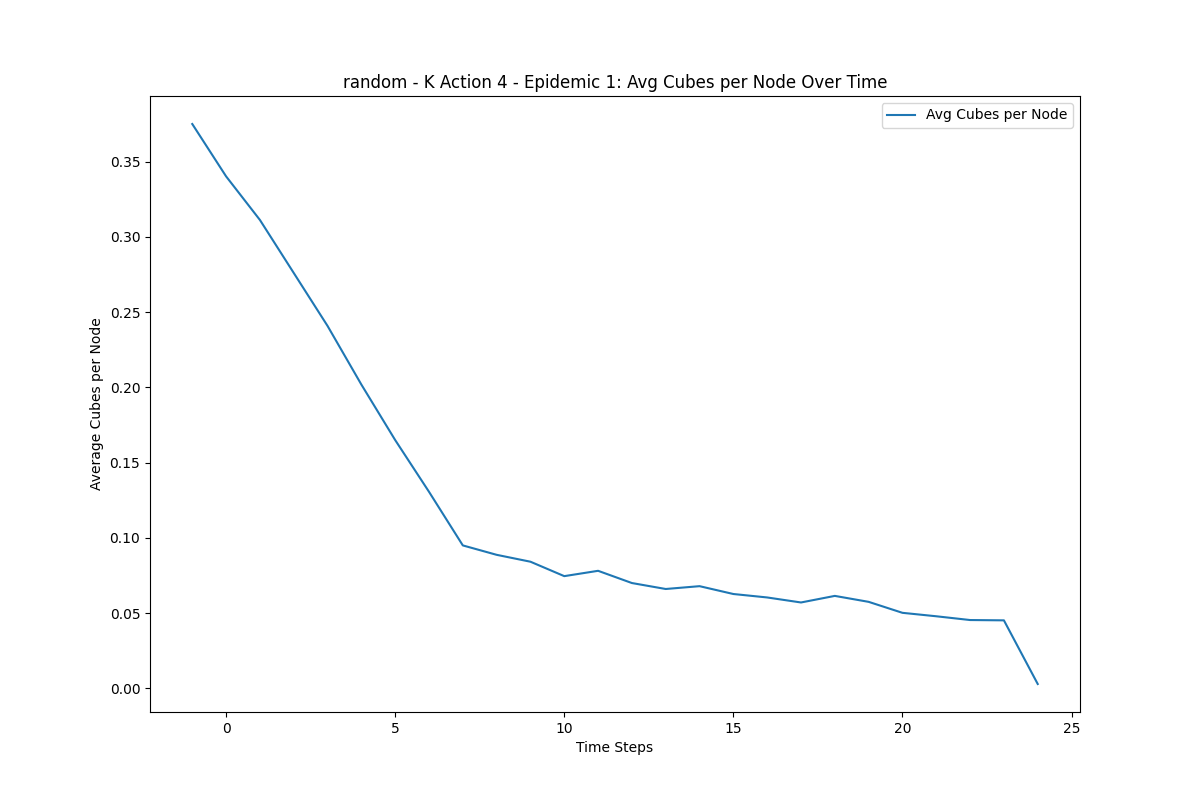 random - K Action 4 - Epidemic 1: Avg Cubes per Node Over Time
Avg Cubes per Node
0.35
0.30
0.25
0.20
0.15
0.10
0.05
0.00
Average Cubes per Node
0 5 10 15 20 25
Time Steps